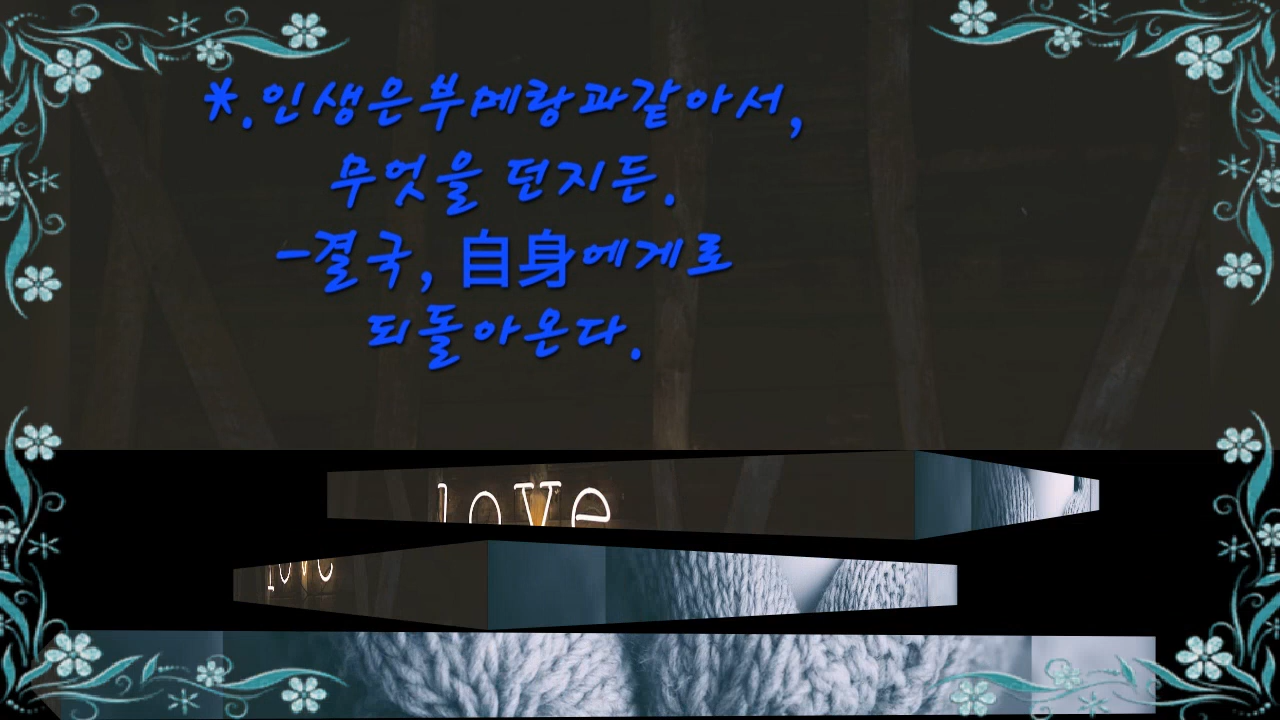 *.인생은부메랑과같아서,
무엇을 던지든.
-결국, 自身에게로
되돌아온다.
love
love